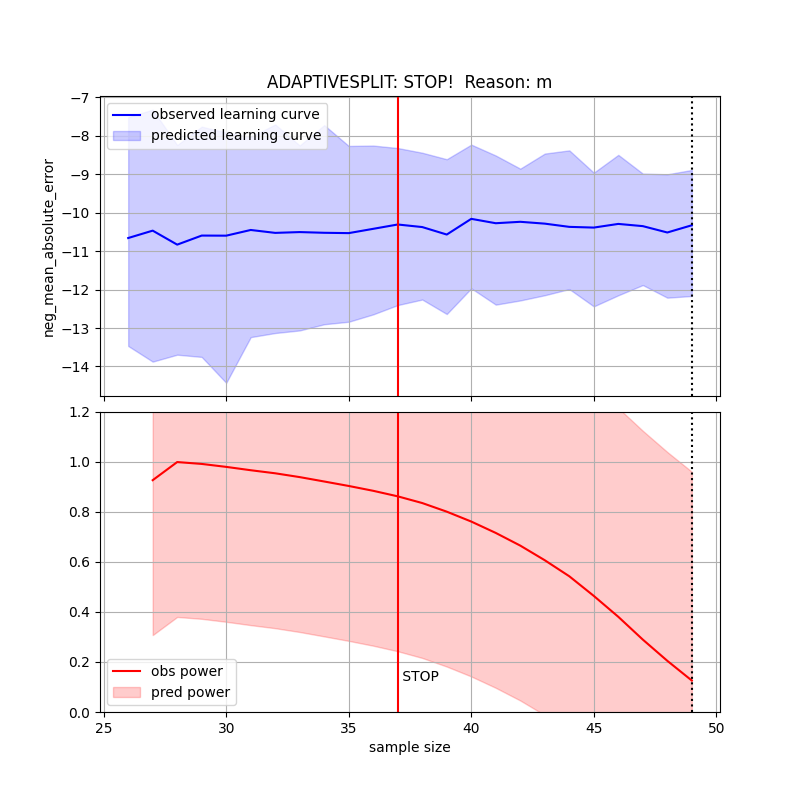 ADAPTIVESPLIT: STOP!  Reason: m
−7
−8
−9
−10
−11
−12
−13
−14
neg_mean_absolute_error
observed learning curve
predicted learning curve
1.2
1.0
0.8
0.6
0.4
0.2
0.0
STOP
obs power
pred power
25
30
35
40
45
50
sample size